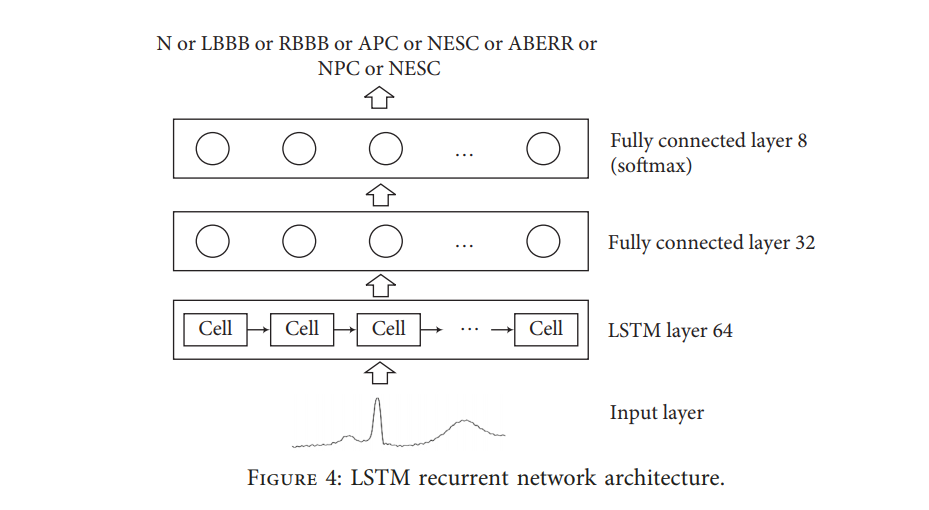 N or LBBB or RBBB or APC or NESC or ABERR or
NPC or NESC
Fully connected layer 8
(softmax)
Fully connected layer 32
Cell Cell Cell ... Cell
LSTM layer 64
Input layer
FIGURE 4: LSTM recurrent network architecture.